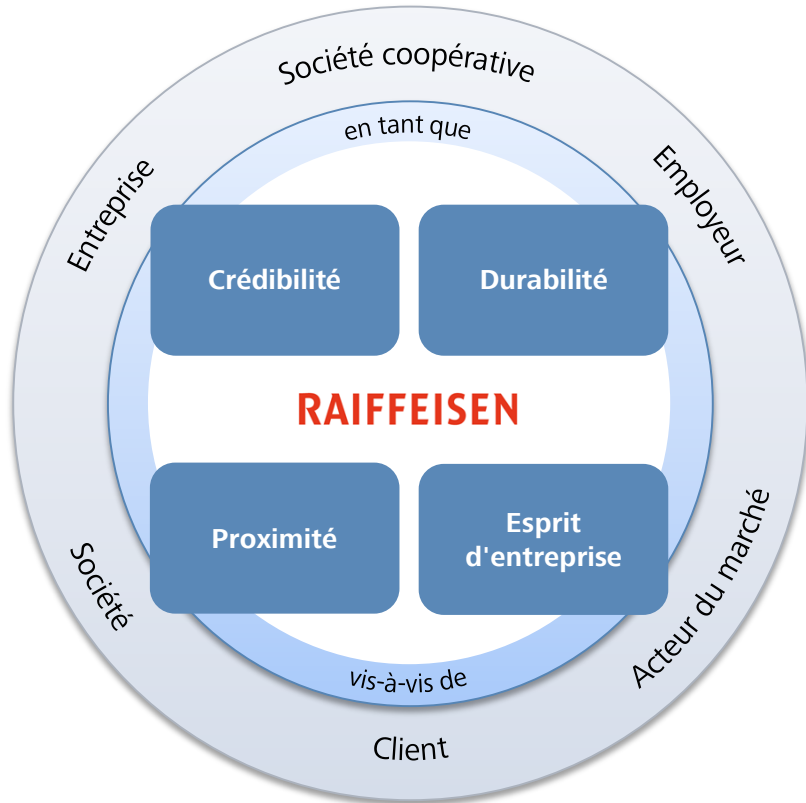 Société coopérative
en tant que
Entreprise
Employeur
Crédibilité
Durabilité
RAIFFEISEN
Proximité
Esprit
d'entreprise
Société
Acteur du marché
vis-à-vis de
Client